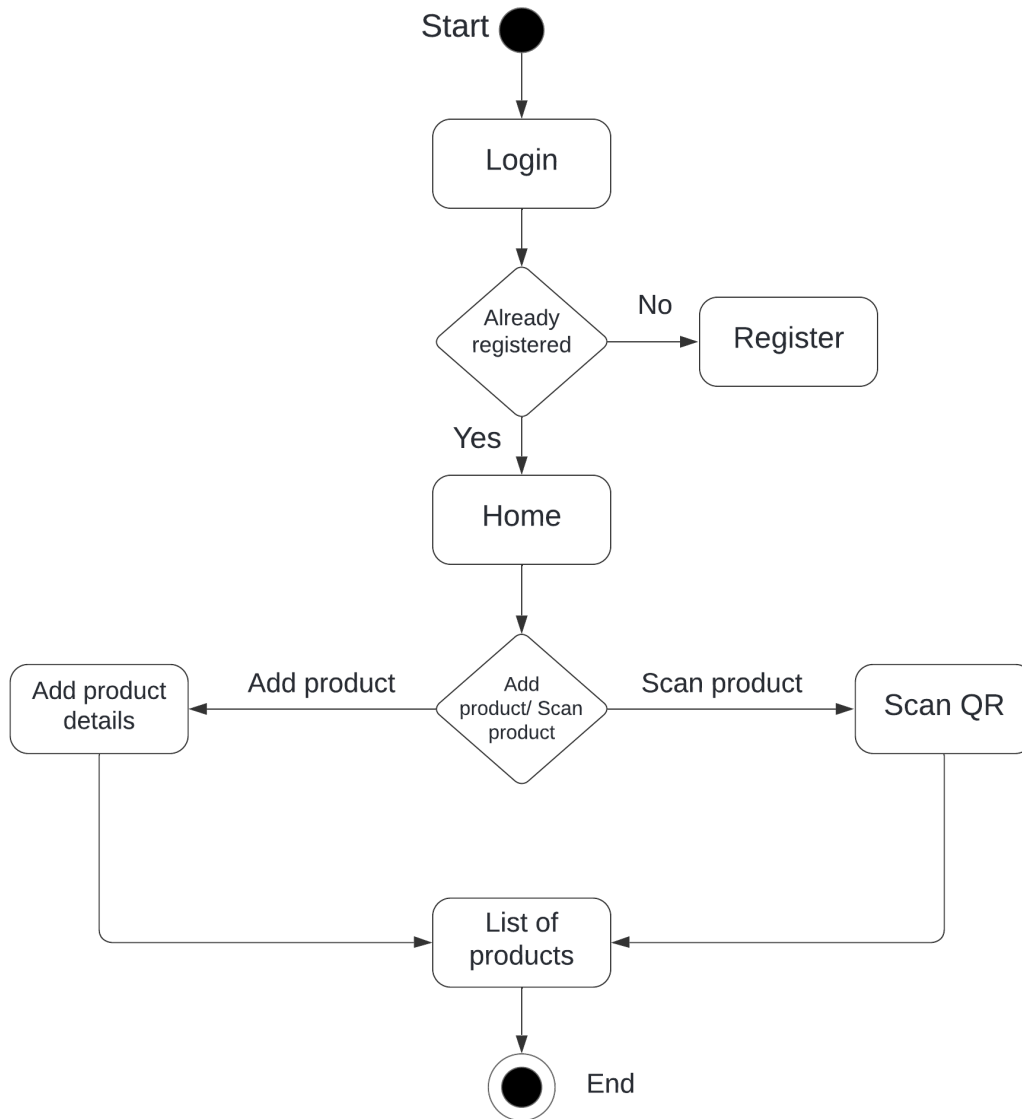 Start
Login
Already
registered
No
Register
Yes
Home
Add product
details
Add product
Add
product/ Scan
product
Scan product
Scan QR
List of
products
End